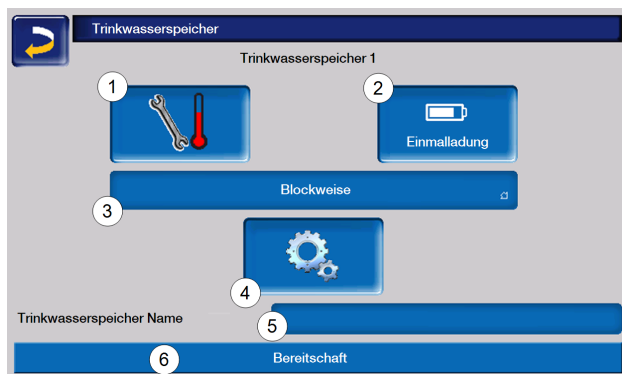 Trinkwasserspeicher
Trinkwasserspeicher 1
1
2
Einmalladung
Blockweise
3
4
Trinkwasserspeicher Name
5
6
Bereitschaft